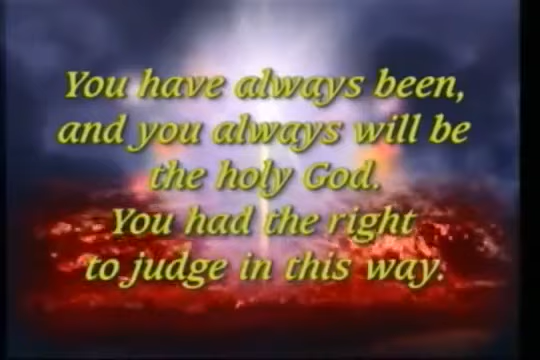 You have always been,
and you always will be
the holy God.
You had the right
to judge in this way.